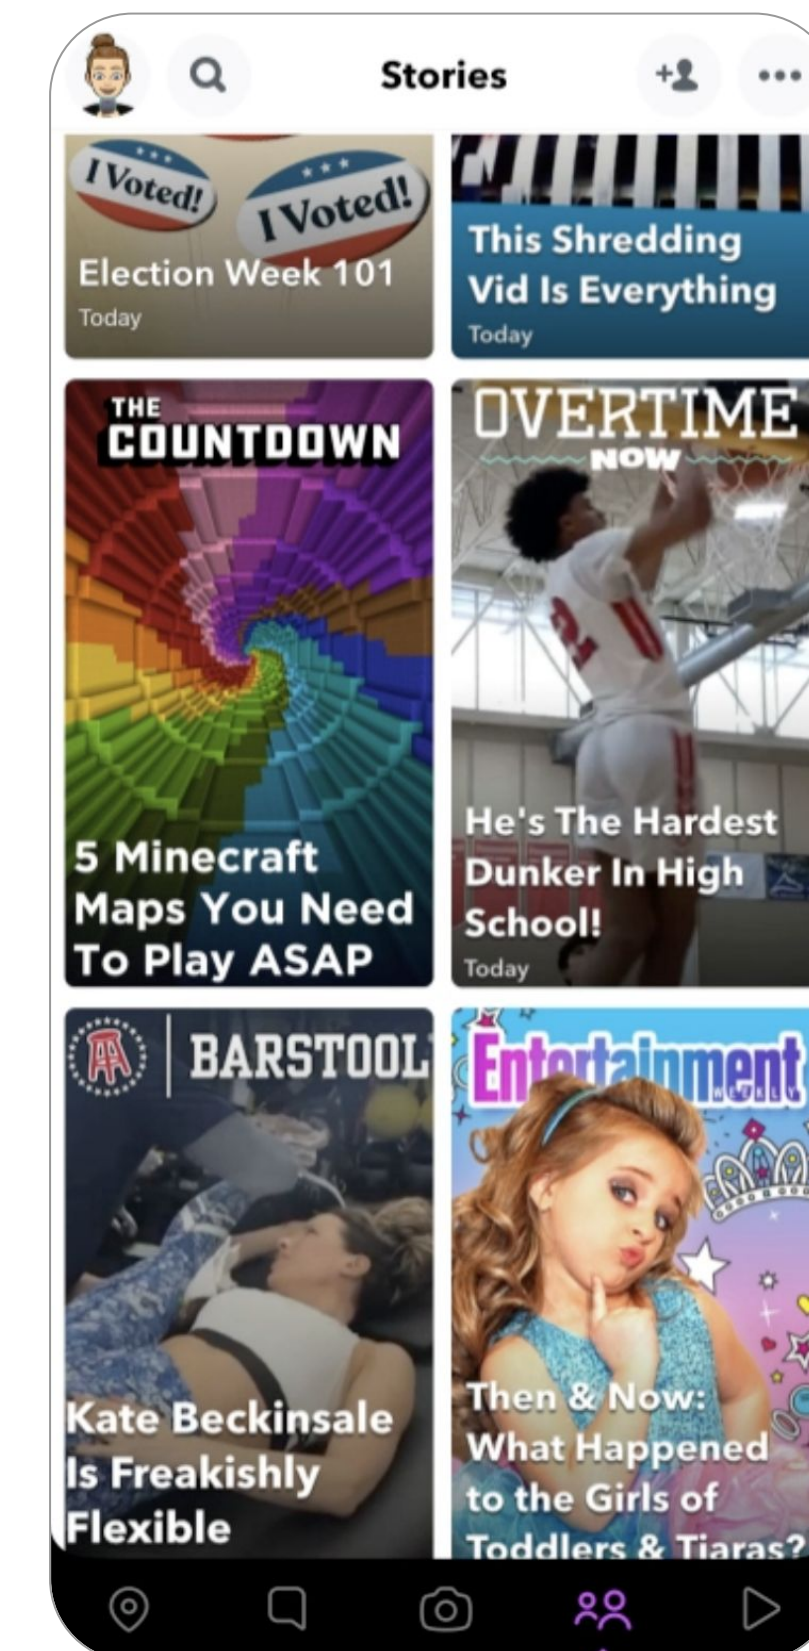 Stories
I Voted!
I Voted!
Election Week 101
Today
This Shredding
Vid Is Everything
Today
THE
COUNTDOWN
5 Minecraft
Maps You Need
To Play ASAP
OVERTIME
NOW
2
He's The Hardest
Dunker In High
School!
Today
BARSTOOL
Kate Beckinsale
Is Freakishly
Flexible
Entertainment
WEEKLY
Then & Now:
What Happened
to the Girls of
Toddlers & Tiaras?